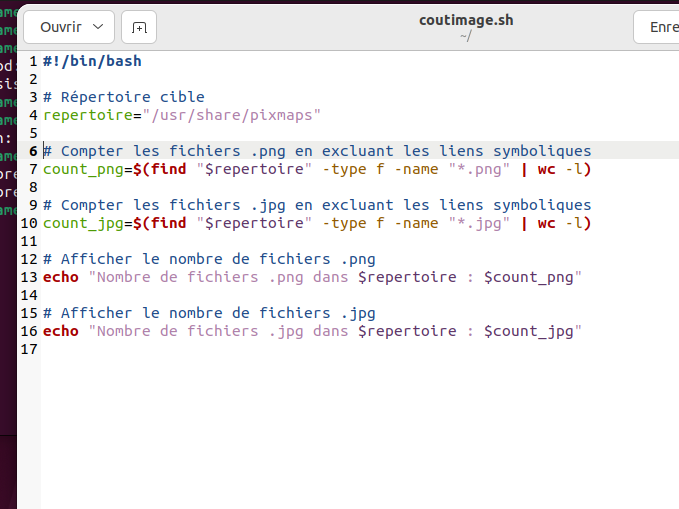 Ouvrir
coutimage.sh
~/
Enre
1 #!/bin/bash
2
3 # Répertoire cible
4 repertoire="/usr/share/pixmaps"
5
6 # Compter les fichiers .png en excluant les liens symboliques
7 count_png=$(find "$repertoire" -type f -name "*.png" | wc -l)
8
9 # Compter les fichiers .jpg en excluant les liens symboliques
10 count_jpg=$(find "$repertoire" -type f -name "*.jpg" | wc -l)
11
12 # Afficher le nombre de fichiers .png
13 echo "Nombre de fichiers .png dans $repertoire : $count_png"
14
15 # Afficher le nombre de fichiers .jpg
16 echo "Nombre de fichiers .jpg dans $repertoire : $count_jpg"
17